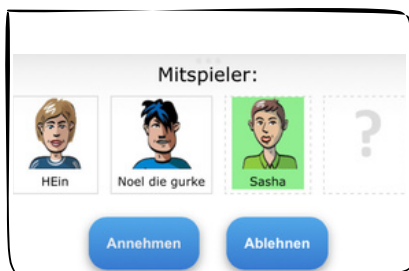 Mitspieler:
HEin Noel die gurke Sasha ?
Annehmen Ablehnen